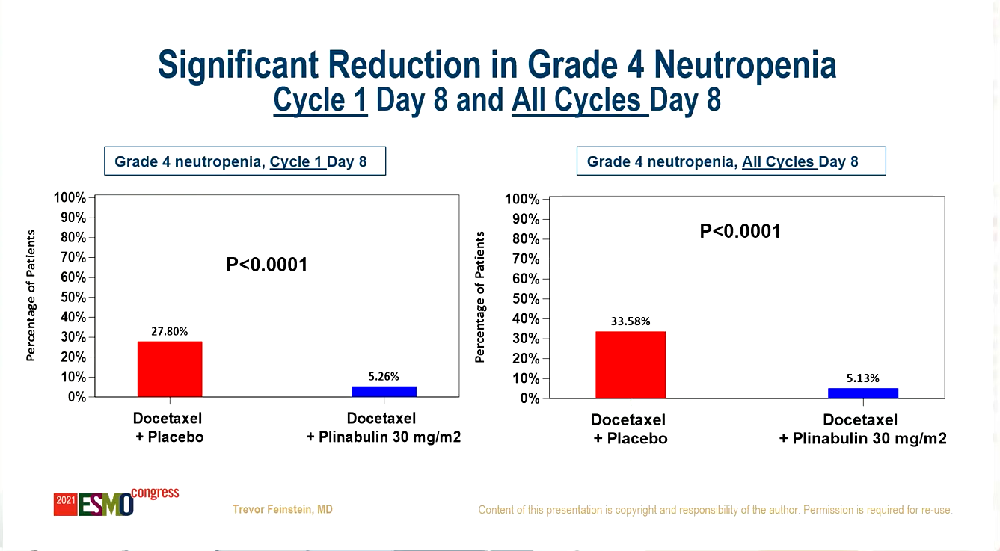 Significant Reduction in Grade 4 Neutropenia
Cycle 1 Day 8 and All Cycles Day 8
Grade 4 neutropenia, Cycle 1 Day 8
Percentage of Patients
100%
90%
80%
70%
60%
50%
40%
30%
20%
10%
0%
P<0.0001
27.80%
5.26%
Docetaxel
+ Placebo
Docetaxel
+ Plinabulin 30 mg/m2
Grade 4 neutropenia, All Cycles Day 8
Percentage of Patients
100%
90%
80%
70%
60%
50%
40%
30%
20%
10%
0%
P<0.0001
33.58%
5.13%
Docetaxel
+ Placebo
Docetaxel
+ Plinabulin 30 mg/m2
2021 ESMO congress
Trevor Feinstein, MD
Content of this presentation is copyright and responsibility of the author. Permission is required for re-use.